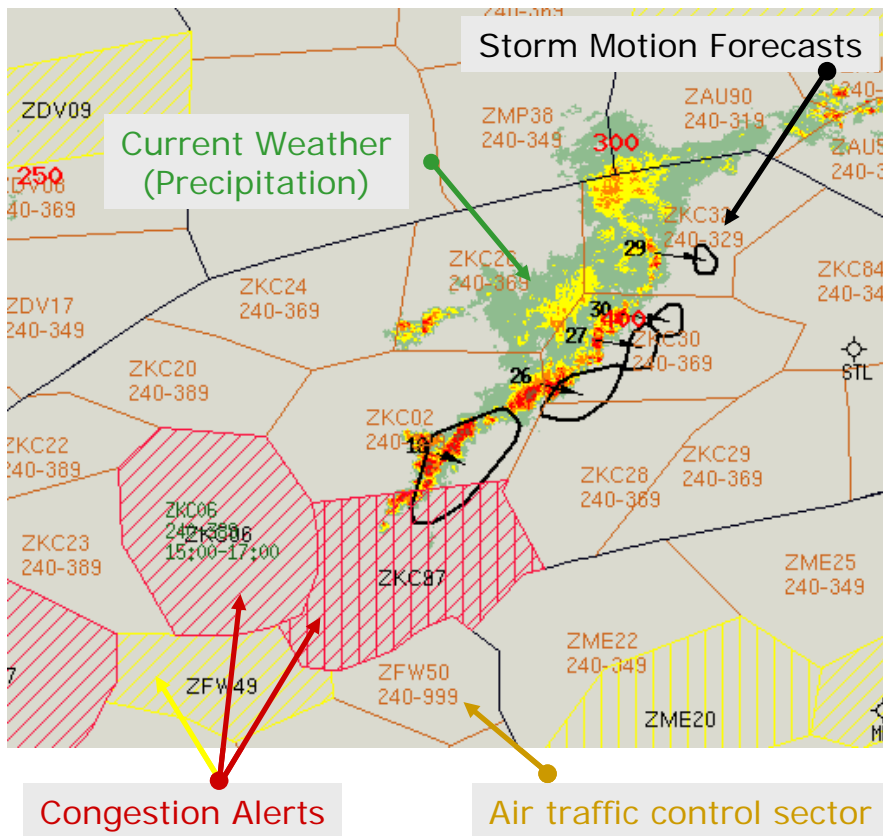 240-369
Storm Motion Forecasts
ZDV09
ZMP38
240-349
ZAU90
240-319
240-
Current Weather
(Precipitation)
300
250
40-369
ZKC32
240-329
29
ZKC24
240-369
240-369
ZKC84
ZDV17
240-349
30
400
27
ZKC30
240-369
STL
ZKC20
240-389
26
ZKC02
ZKC22
240-389
ZKC29
240-369
ZKC28
240-369
ZKC06
15:00-17:00
ZKC23
240-389
ZKC87
ZME25
240-349
ZME22
240-349
ZFW49
ZFW50
240-999
ZME20
Congestion Alerts
Air traffic control sector